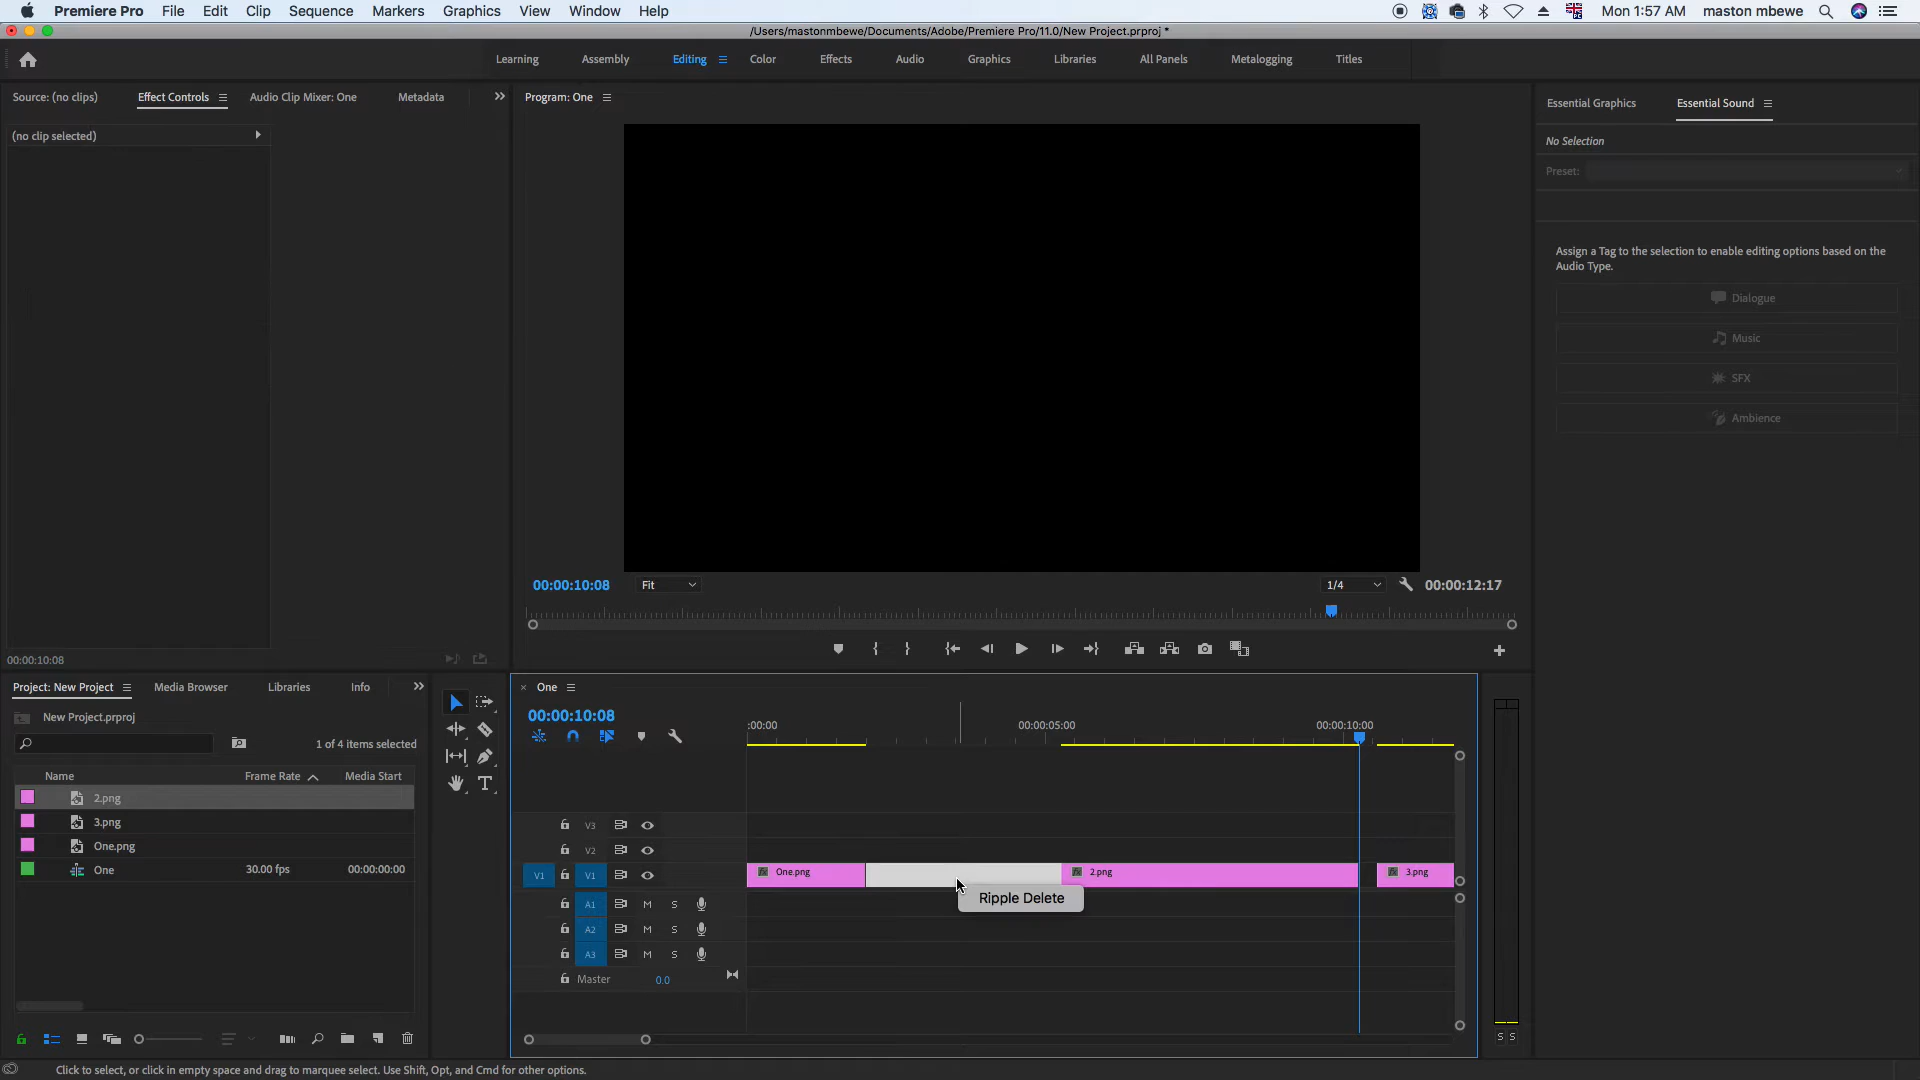 Premiere Pro File Edit Clip Sequence Markers Graphics View Window Help Mon 1:57 AM maston mbewe
/Users/mastonmbewe/Documents/Adobe/Premiere Pro/11.0/New Project.prproj *
Learning Assembly Editing Color Effects Audio Graphics Libraries All Panels Metalogging Titles
Source: (no clips) Effect Controls Audio Clip Mixer: One Metadata
Program: One
Essential Graphics Essential Sound
(no clip selected)
No Selection
Preset:
Assign a Tag to the selection to enable editing options based on the
Audio Type.
Dialogue
Music
SFX
Ambience
00:00:10:08 Fit 1/4 00:00:12:17
00:00:10:08
Project: New Project Media Browser Libraries Info
New Project.prproj
1 of 4 items selected
Name Frame Rate Media Start
2.png
3.png
One.png
One 30.00 fps 00:00:00:00
One
00:00:10:08
:00:00 00:00:05:00 00:00:10:00
V3
V2
V1 V1 One.png 2.png 3.png
Ripple Delete
A1 M S
A2 M S
A3 M S
Master 0.0
S S
Click to select, or click in empty space and drag to marquee select. Use Shift, Opt, and Cmd for other options.